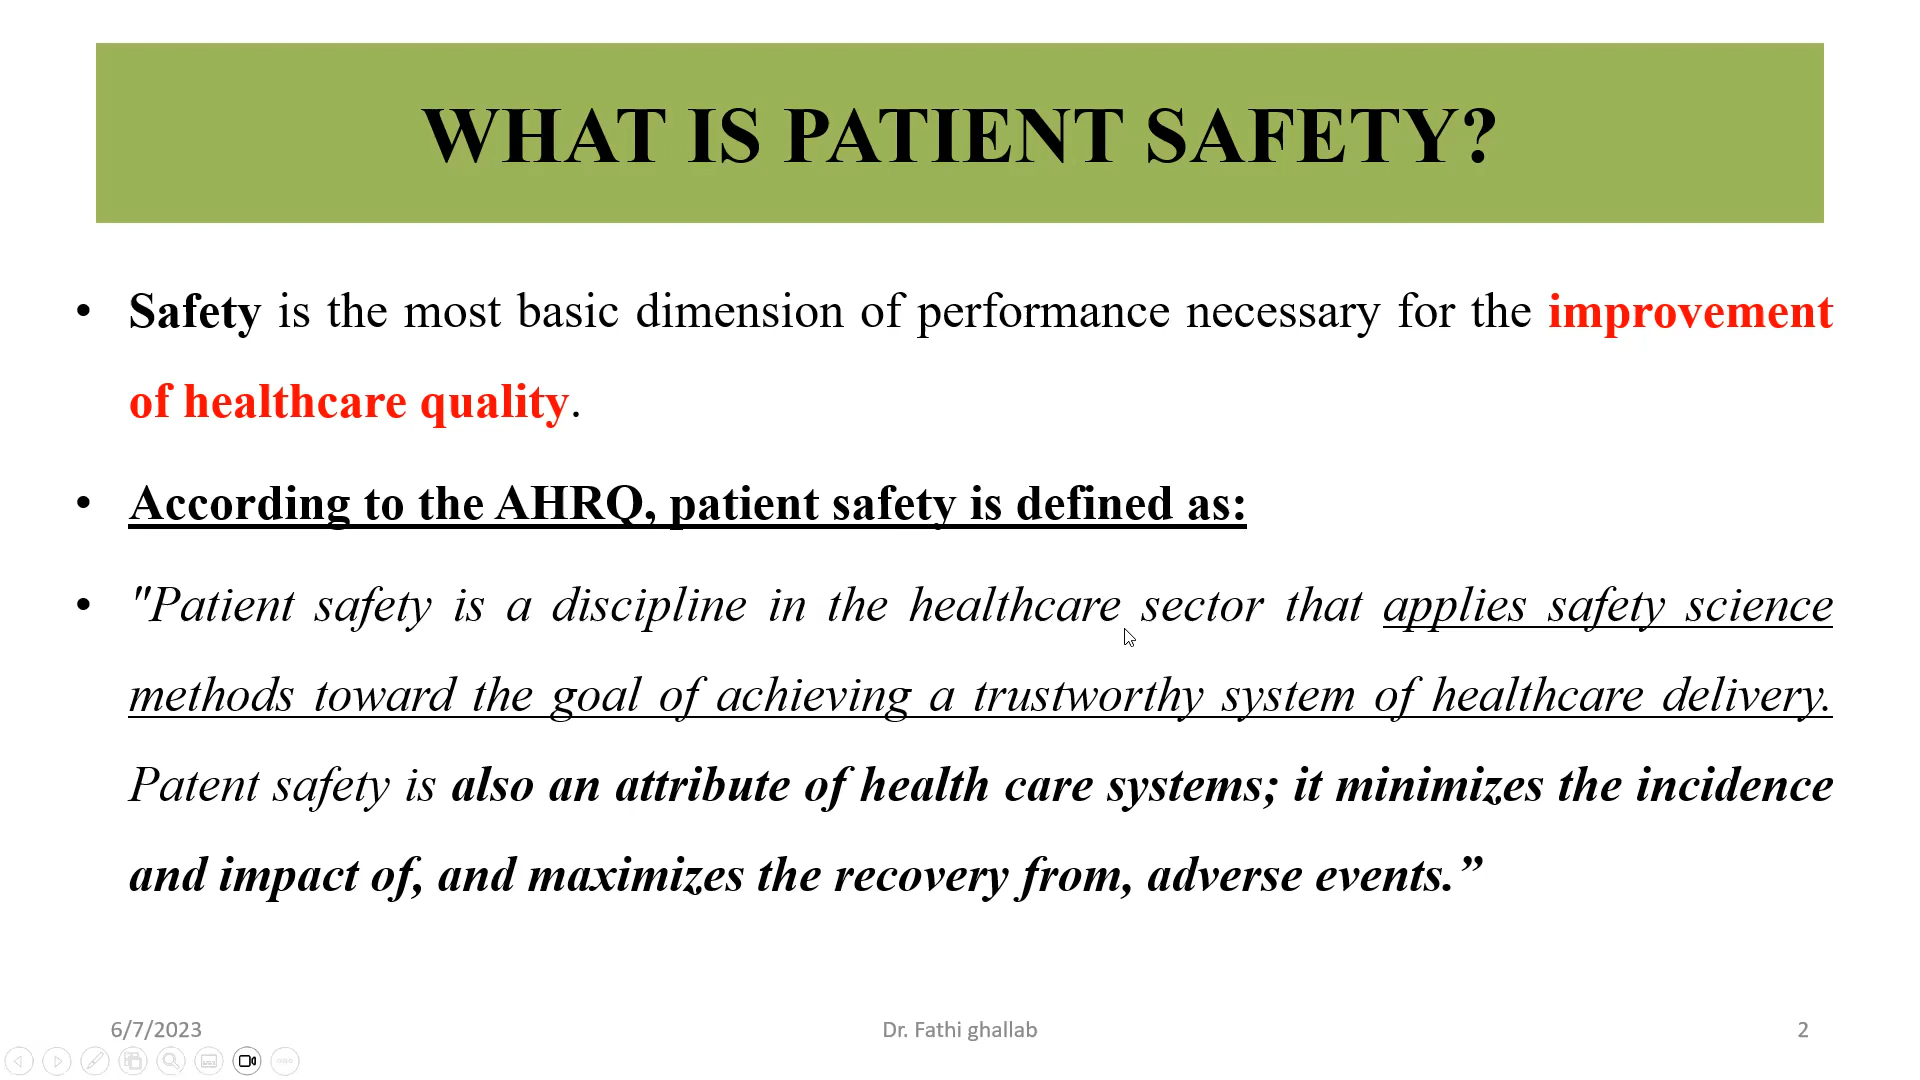 WHAT IS PATIENT SAFETY?
• Safety is the most basic dimension of performance necessary for the improvement
of healthcare quality.
• According to the AHRQ, patient safety is defined as:
• "Patient safety is a discipline in the healthcare sector that applies safety science
methods toward the goal of achieving a trustworthy system of healthcare delivery.
Patent safety is also an attribute of health care systems; it minimizes the incidence
and impact of, and maximizes the recovery from, adverse events.”
6/7/2023
Dr. Fathi ghallab
2